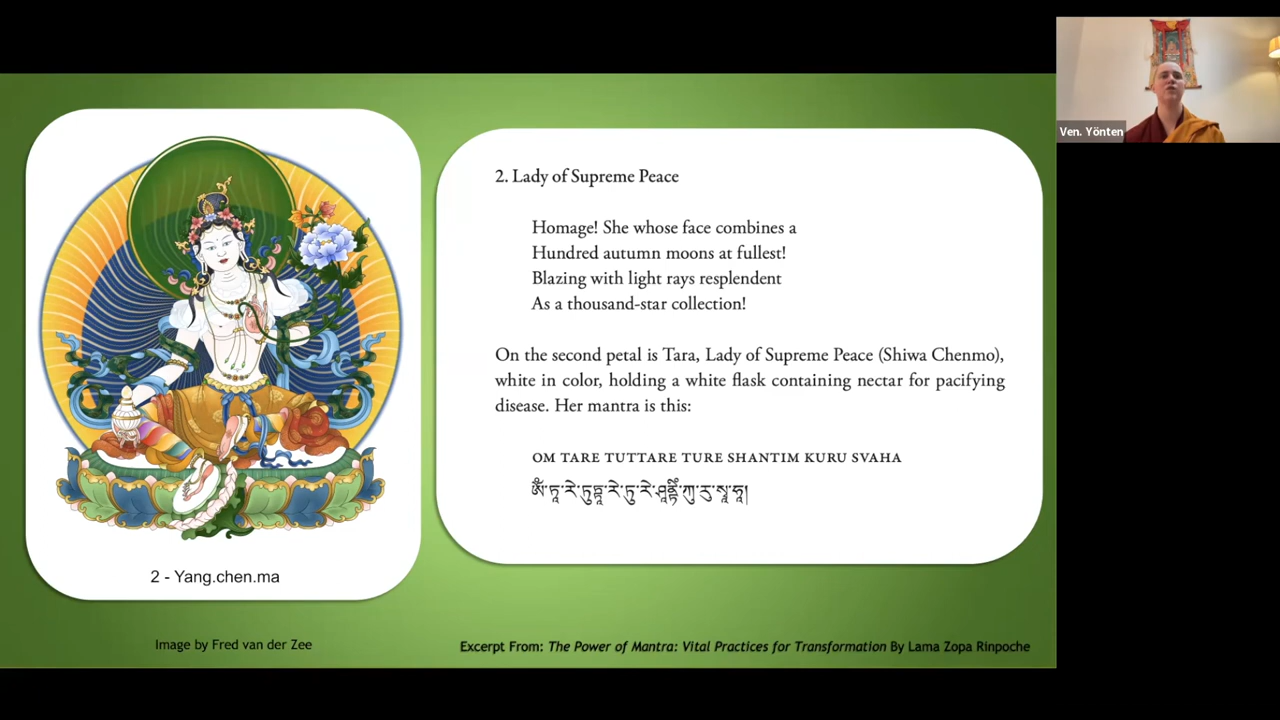 Ven. Yönten
2. Lady of Supreme Peace
Homage! She whose face combines a
Hundred autumn moons at fullest!
Blazing with light rays resplendent
As a thousand-star collection!
On the second petal is Tara, Lady of Supreme Peace (Shiwa Chenmo),
white in color, holding a white flask containing nectar for pacifying
disease. Her mantra is this:
OM TARE TUTTARE TURE SHANTIM KURU SVAHA
ཨོཾ་ཏཱ་རེ་ཏུཏྟཱ་རེ་ཏུ་རེ་ཤཱནྟིཾ་ཀུ་རུ་སྭཱ་ཧཱ།
2 - Yang.chen.ma
Image by Fred van der Zee
Excerpt From: The Power of Mantra: Vital Practices for Transformation By Lama Zopa Rinpoche